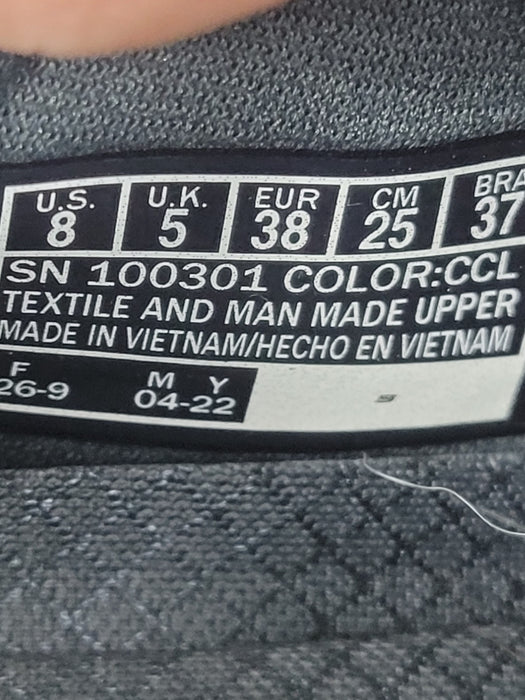 U.S. U.K. EUR CM BRA
8 5 38 25 37
SN 100301 COLOR:CCL
TEXTILE AND MAN MADE UPPER
MADE IN VIETNAM/HECHO EN VIETNAM
F M Y
26-9 04-22